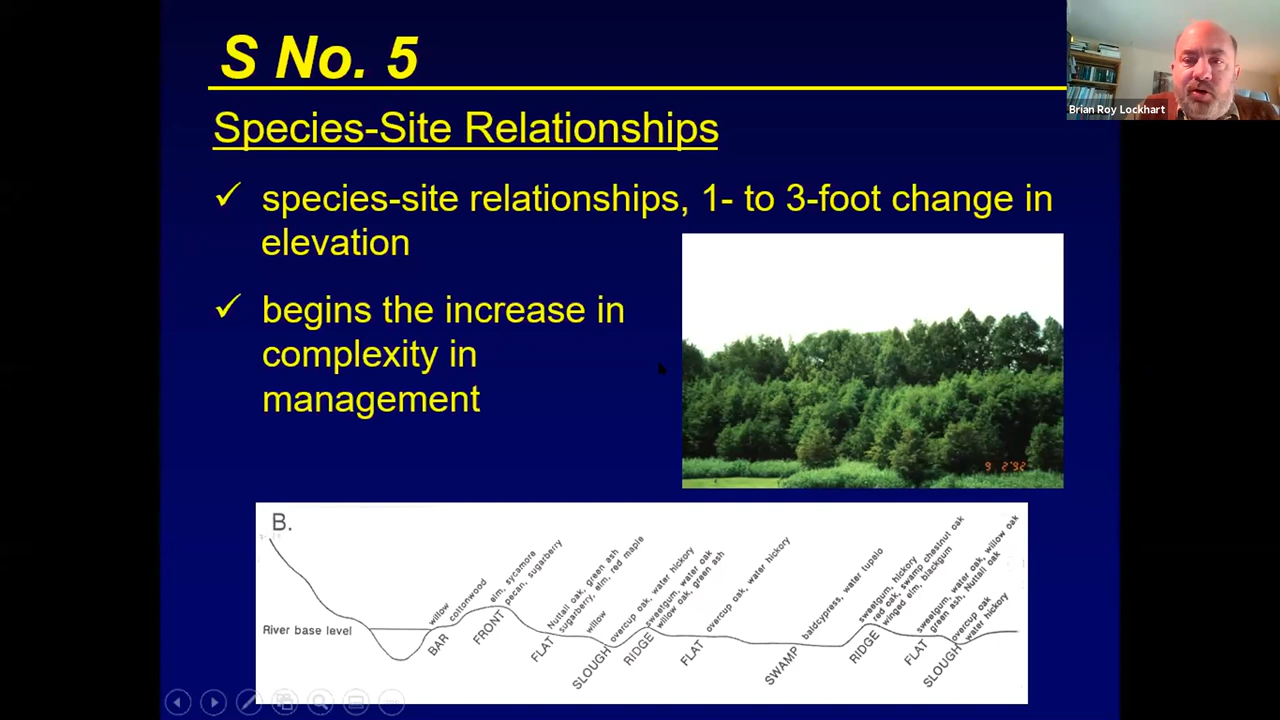 S No. 5
Brian Roy Lockhart
Species-Site Relationships
✓ species-site relationships, 1- to 3-foot change in
elevation
✓ begins the increase in
complexity in
management
9 2'92
B.
River base level
willow
cottonwood
BAR
elm, sycamore
pecan, sugarberry
FRONT
Nuttall oak, green ash
sugarberry, elm, red maple
FLAT
willow
SLOUGH
overcup oak, water hickory
RIDGE
sweetgum, water oak
willow oak, green ash
FLAT
overcup oak, water hickory
SWAMP
baldcypress, water tupelo
RIDGE
sweetgum, hickory
red oak, swamp chestnut oak
winged elm, blackgum
FLAT
sweetgum, water oak, willow oak
green ash, Nuttall oak
SLOUGH
overcup oak
water hickory